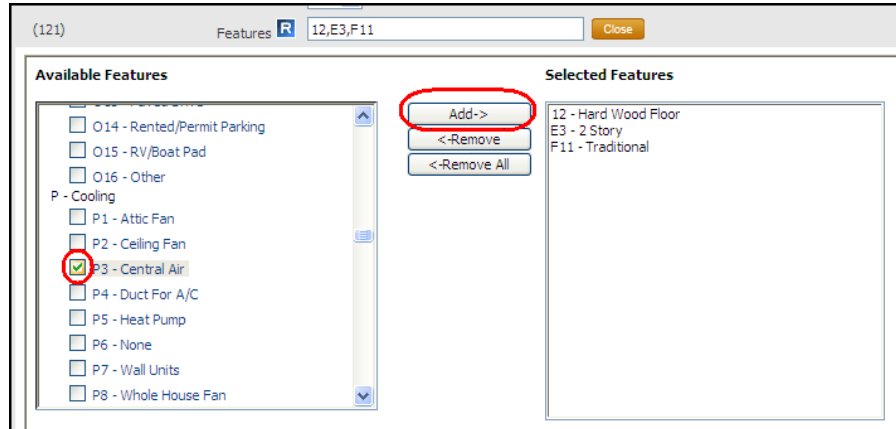 (121) Features R 12,E3,F11 Close
Available Features
Selected Features
O14 - Rented/Permit Parking
O15 - RV/Boat Pad
O16 - Other
P - Cooling
P1 - Attic Fan
P2 - Ceiling Fan
P3 - Central Air
P4 - Duct For A/C
P5 - Heat Pump
P6 - None
P7 - Wall Units
P8 - Whole House Fan
Add->
<-Remove
<-Remove All
12 - Hard Wood Floor
E3 - 2 Story
F11 - Traditional